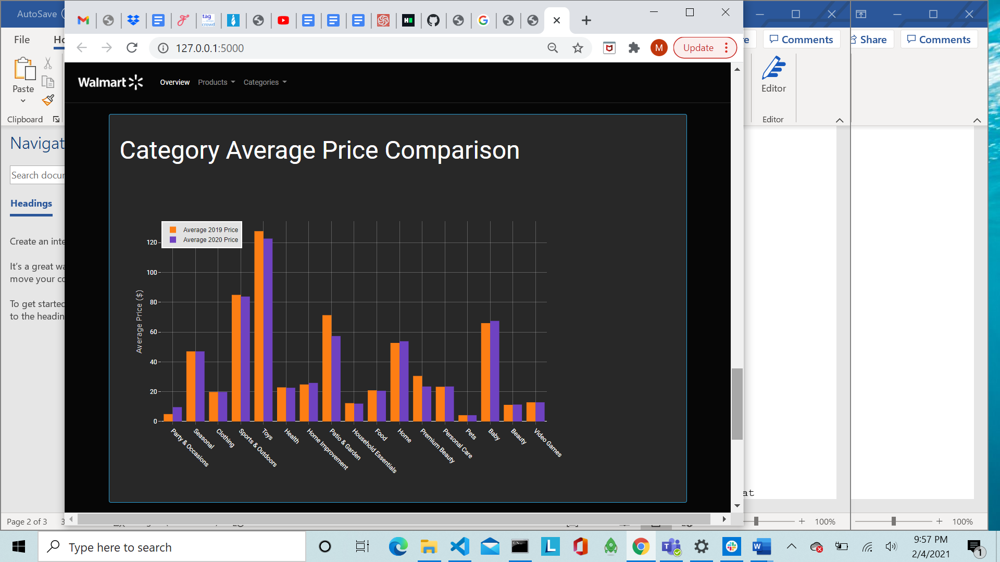 AutoSave
127.0.0.1:5000
M
Update
File
Share
Comments
Share
Comments
Paste
Clipboard
Editor
Editor
Walmart
Overview
Products
Categories
Navigat
Search docu
Headings
Create an inte
It's a great wa
move your co
To get started
to the headin
Category Average Price Comparison
Average 2019 Price
Average 2020 Price
Average Price ($)
120
100
80
60
40
20
0
Party & Occasions
Seasonal
Clothing
Sports & Outdoors
Toys
Health
Home Improvement
Patio & Garden
Household Essentials
Food
Home
Premium Beauty
Personal Care
Pets
Baby
Beauty
Video Games
at
Page 2 of 3
100%
100%
Type here to search
9:57 PM
2/4/2021
1